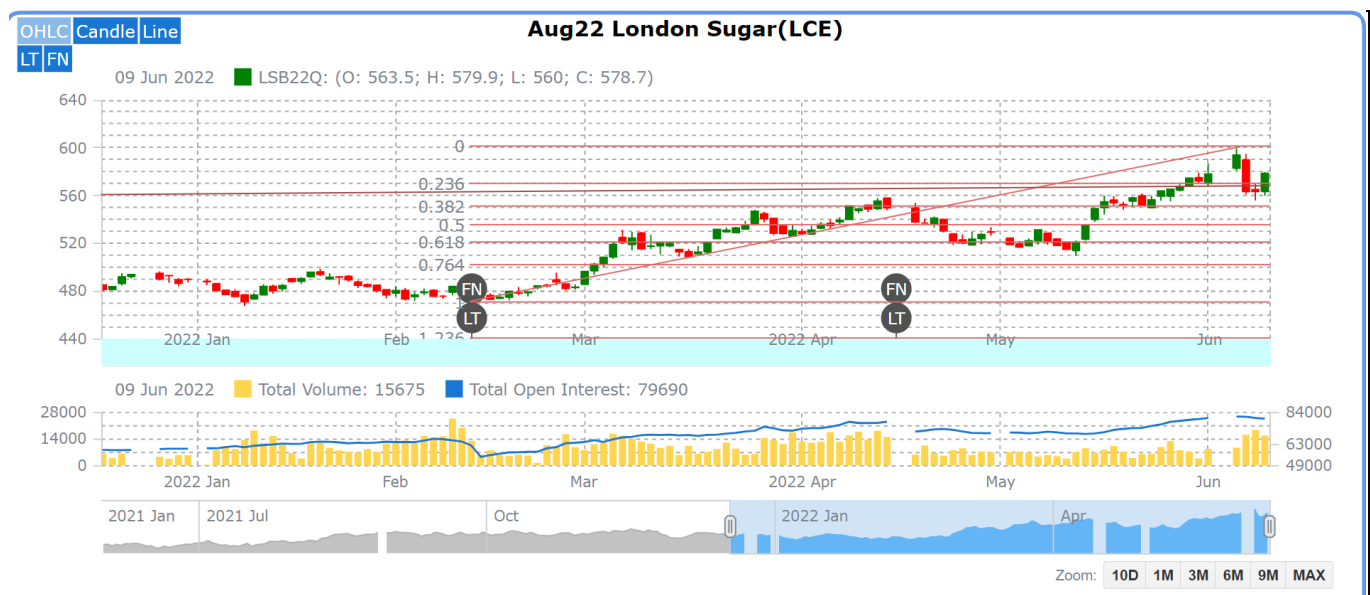 OHLC Candle Line
LT FN
Aug22 London Sugar(LCE)
09 Jun 2022 LSB22Q: (O: 563.5; H: 579.9; L: 560; C: 578.7)
640
600
560
520
480
440
0
0.236
0.382
0.5
0.618
0.764
1.236
FN
LT
FN
LT
2022 Jan Feb Mar 2022 Apr May Jun
09 Jun 2022 Total Volume: 15675 Total Open Interest: 79690
28000 84000
14000 63000
0 49000
2022 Jan Feb Mar 2022 Apr May Jun
2021 Jan 2021 Jul Oct 2022 Jan Apr
Zoom: 10D 1M 3M 6M 9M MAX